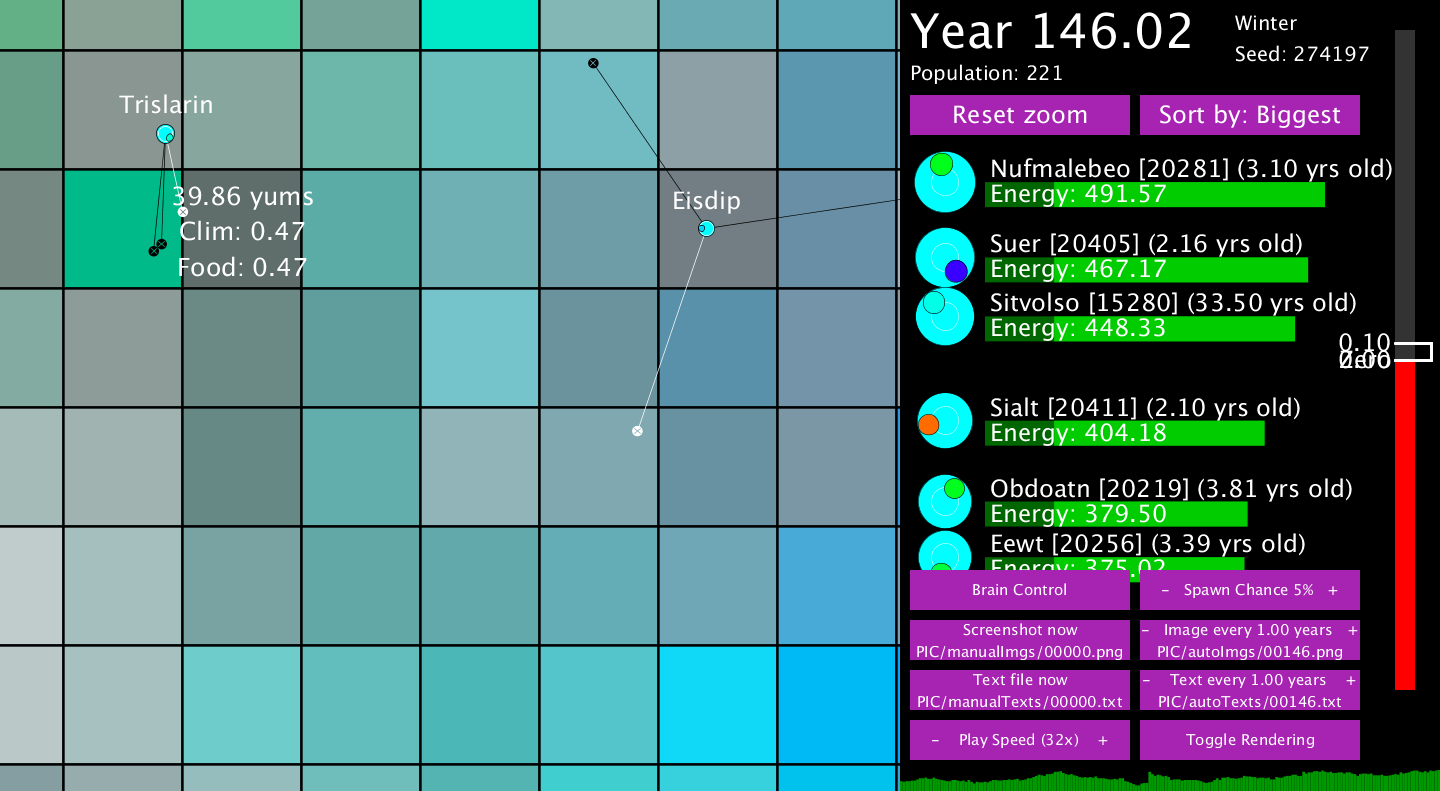 Trislarin
39.86 yums
Clim: 0.47
Food: 0.47
Eisdip
Year 146.02
Winter
Seed: 274197
Population: 221
Reset zoom
Sort by: Biggest
Nufmalebeo [20281] (3.10 yrs old)
Energy: 491.57
Suer [20405] (2.16 yrs old)
Energy: 467.17
Sitvolso [15280] (33.50 yrs old)
Energy: 448.33
0.10
Zero
Sialt [20411] (2.10 yrs old)
Energy: 404.18
Obdoatn [20219] (3.81 yrs old)
Energy: 379.50
Eewt [20256] (3.39 yrs old)
Energy: 375.02
Brain Control
- Spawn Chance 5% +
Screenshot now
PIC/manualImgs/00000.png
- Image every 1.00 years +
PIC/autoImgs/00146.png
Text file now
PIC/manualTexts/00000.txt
- Text every 1.00 years +
PIC/autoTexts/00146.txt
- Play Speed (32x) +
Toggle Rendering